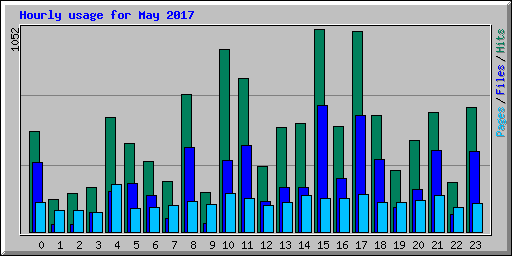 Hourly usage for May 2017
1052
Pages/Files/Hits
0 1 2 3 4 5 6 7 8 9 10 11 12 13 14 15 16 17 18 19 20 21 22 23